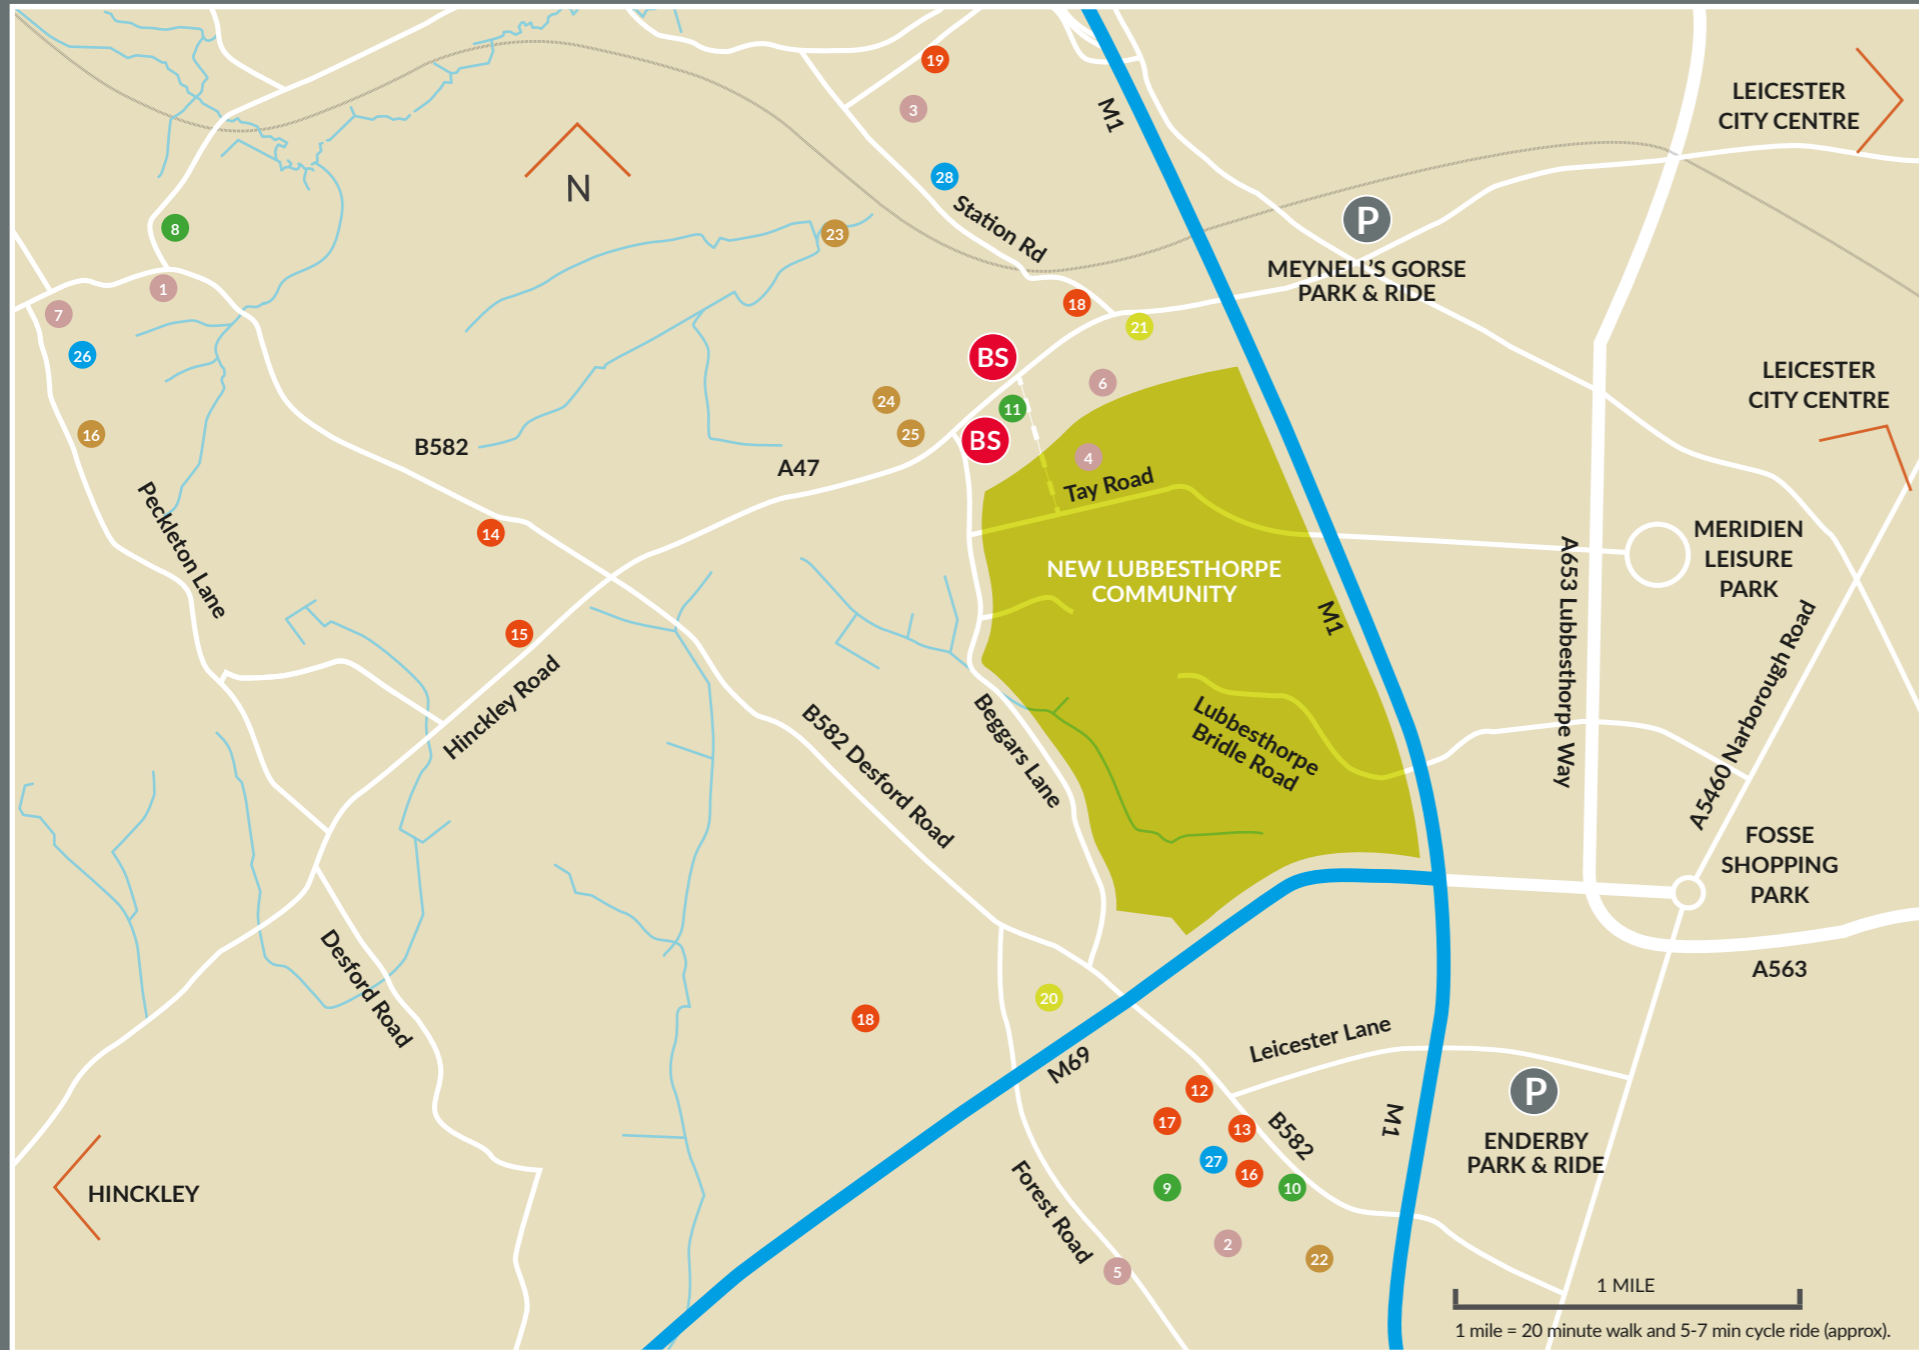 19
3
M1
LEICESTER
CITY CENTRE
28
N
Station Rd
8
23
P
MEYNELL'S GORSE
PARK & RIDE
1
7
18
21
26
BS
6
LEICESTER
CITY CENTRE
24
11
16
25
BS
B582
A47
4
Tay Road
Peckleton Lane
14
NEW LUBBESTHORPE
COMMUNITY
MERIDIEN
LEISURE
PARK
A653 Lubbesthorpe Way
M1
15
Hinckley Road
B582 Desford Road
Beggars Lane
Lubbesthorpe
Bridle Road
A5460 Narborough Road
FOSSE
SHOPPING
PARK
A563
Desford Road
20
18
M69
Leicester Lane
12
P
17
13
B582
M1
ENDERBY
PARK & RIDE
27
16
9
10
HINCKLEY
Forest Road
2
22
5
1 MILE
1 mile = 20 minute walk and 5-7 min cycle ride (approx).